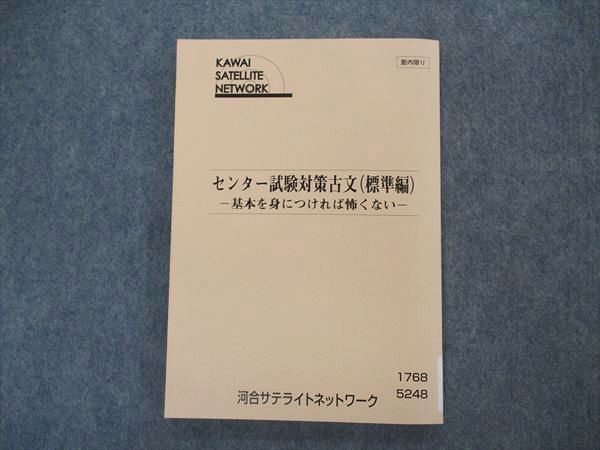 KAWAI
SATELLITE
NETWORK
塾内限り
センター試験対策古文(標準編)
－基本を身につければ怖くない－
1768
5248
河合サテライトネットワーク